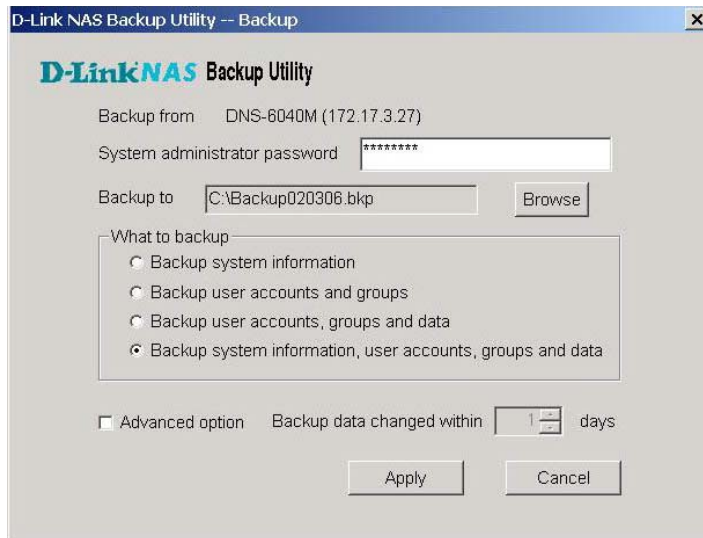 D-Link NAS Backup Utility -- Backup
D-Link NAS Backup Utility
Backup from DNS-6040M (172.17.3.27)
System administrator password ********
Backup to C:\Backup020306.bkp Browse
What to backup
Backup system information
Backup user accounts and groups
Backup user accounts, groups and data
Backup system information, user accounts, groups and data
Advanced option Backup data changed within 1 days
Apply Cancel